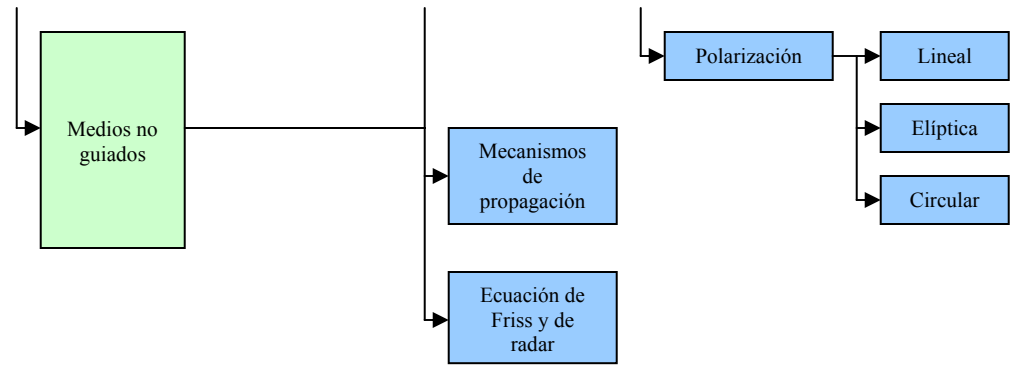 Medios no
guiados
Mecanismos
de
propagación
Ecuación de
Friss y de
radar
Polarización
Lineal
Elíptica
Circular